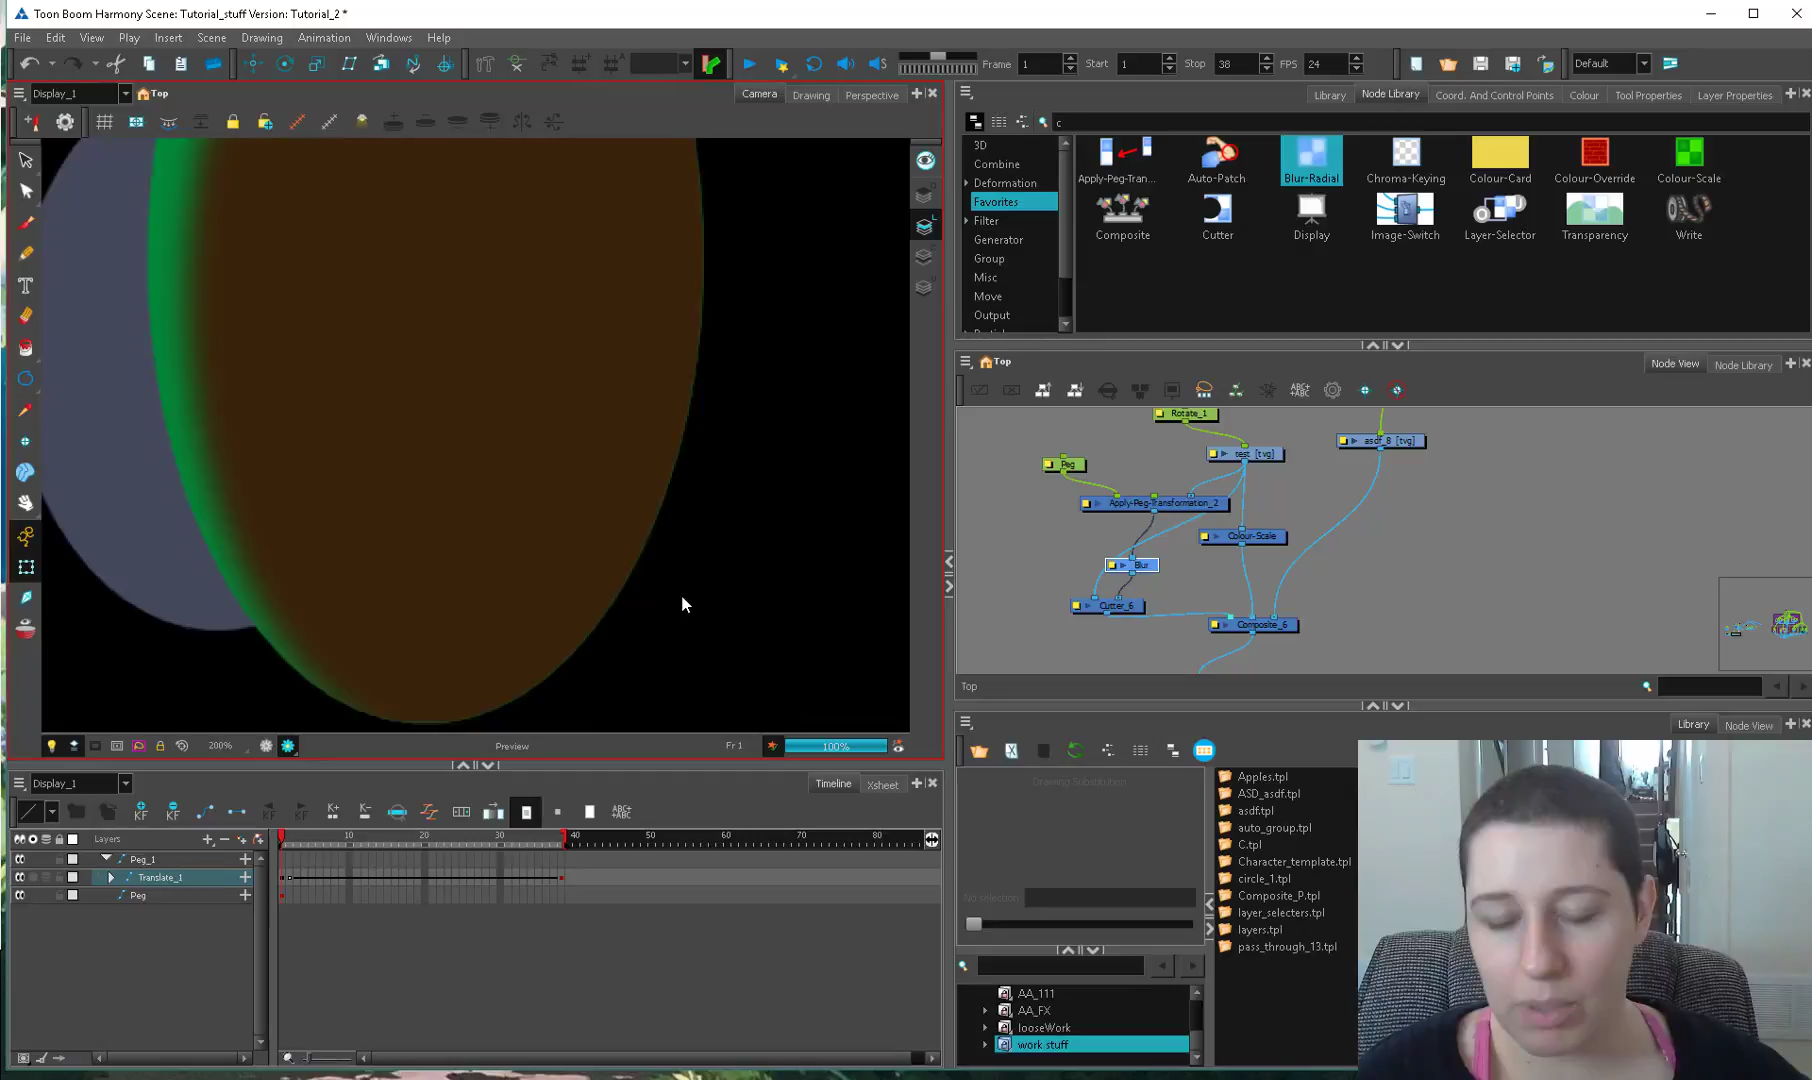 Toon Boom Harmony Scene: Tutorial_stuff Version: Tutorial_2 *
File Edit View Play Insert Scene Drawing Animation Windows Help
Frame 1 Start 1 Stop 38 FPS 24 Default
Display_1 Top Camera Drawing Perspective
Library Node Library Coord. And Control Points Colour Tool Properties Layer Properties
c
3D
Combine
Deformation
Favorites
Filter
Generator
Group
Misc
Move
Output
Apply-Peg-Tran... Auto-Patch Blur-Radial Chroma-Keying Colour-Card Colour-Override Colour-Scale
Composite Cutter Display Image-Switch Layer-Selector Transparency Write
Top Node View Node Library
Rotate_1
asdf_8 [tvg]
test [tvg]
Peg
Apply-Peg-Transformation_2
Colour-Scale
Blur
Cutter_6
Composite_6
Top
200% Preview Fr 1 100%
Library Node View
Display_1 Timeline Xsheet
Drawing Substitution
No selection
Layers
10 20 30 40 50 60 70 80
Peg_1
Translate_1
Peg
Apples.tpl
ASD_asdf.tpl
asdf.tpl
auto_group.tpl
C.tpl
Character_template.tpl
circle_1.tpl
Composite_P.tpl
layer_selecters.tpl
layers.tpl
pass_through_13.tpl
AA_111
AA_FX
looseWork
work stuff